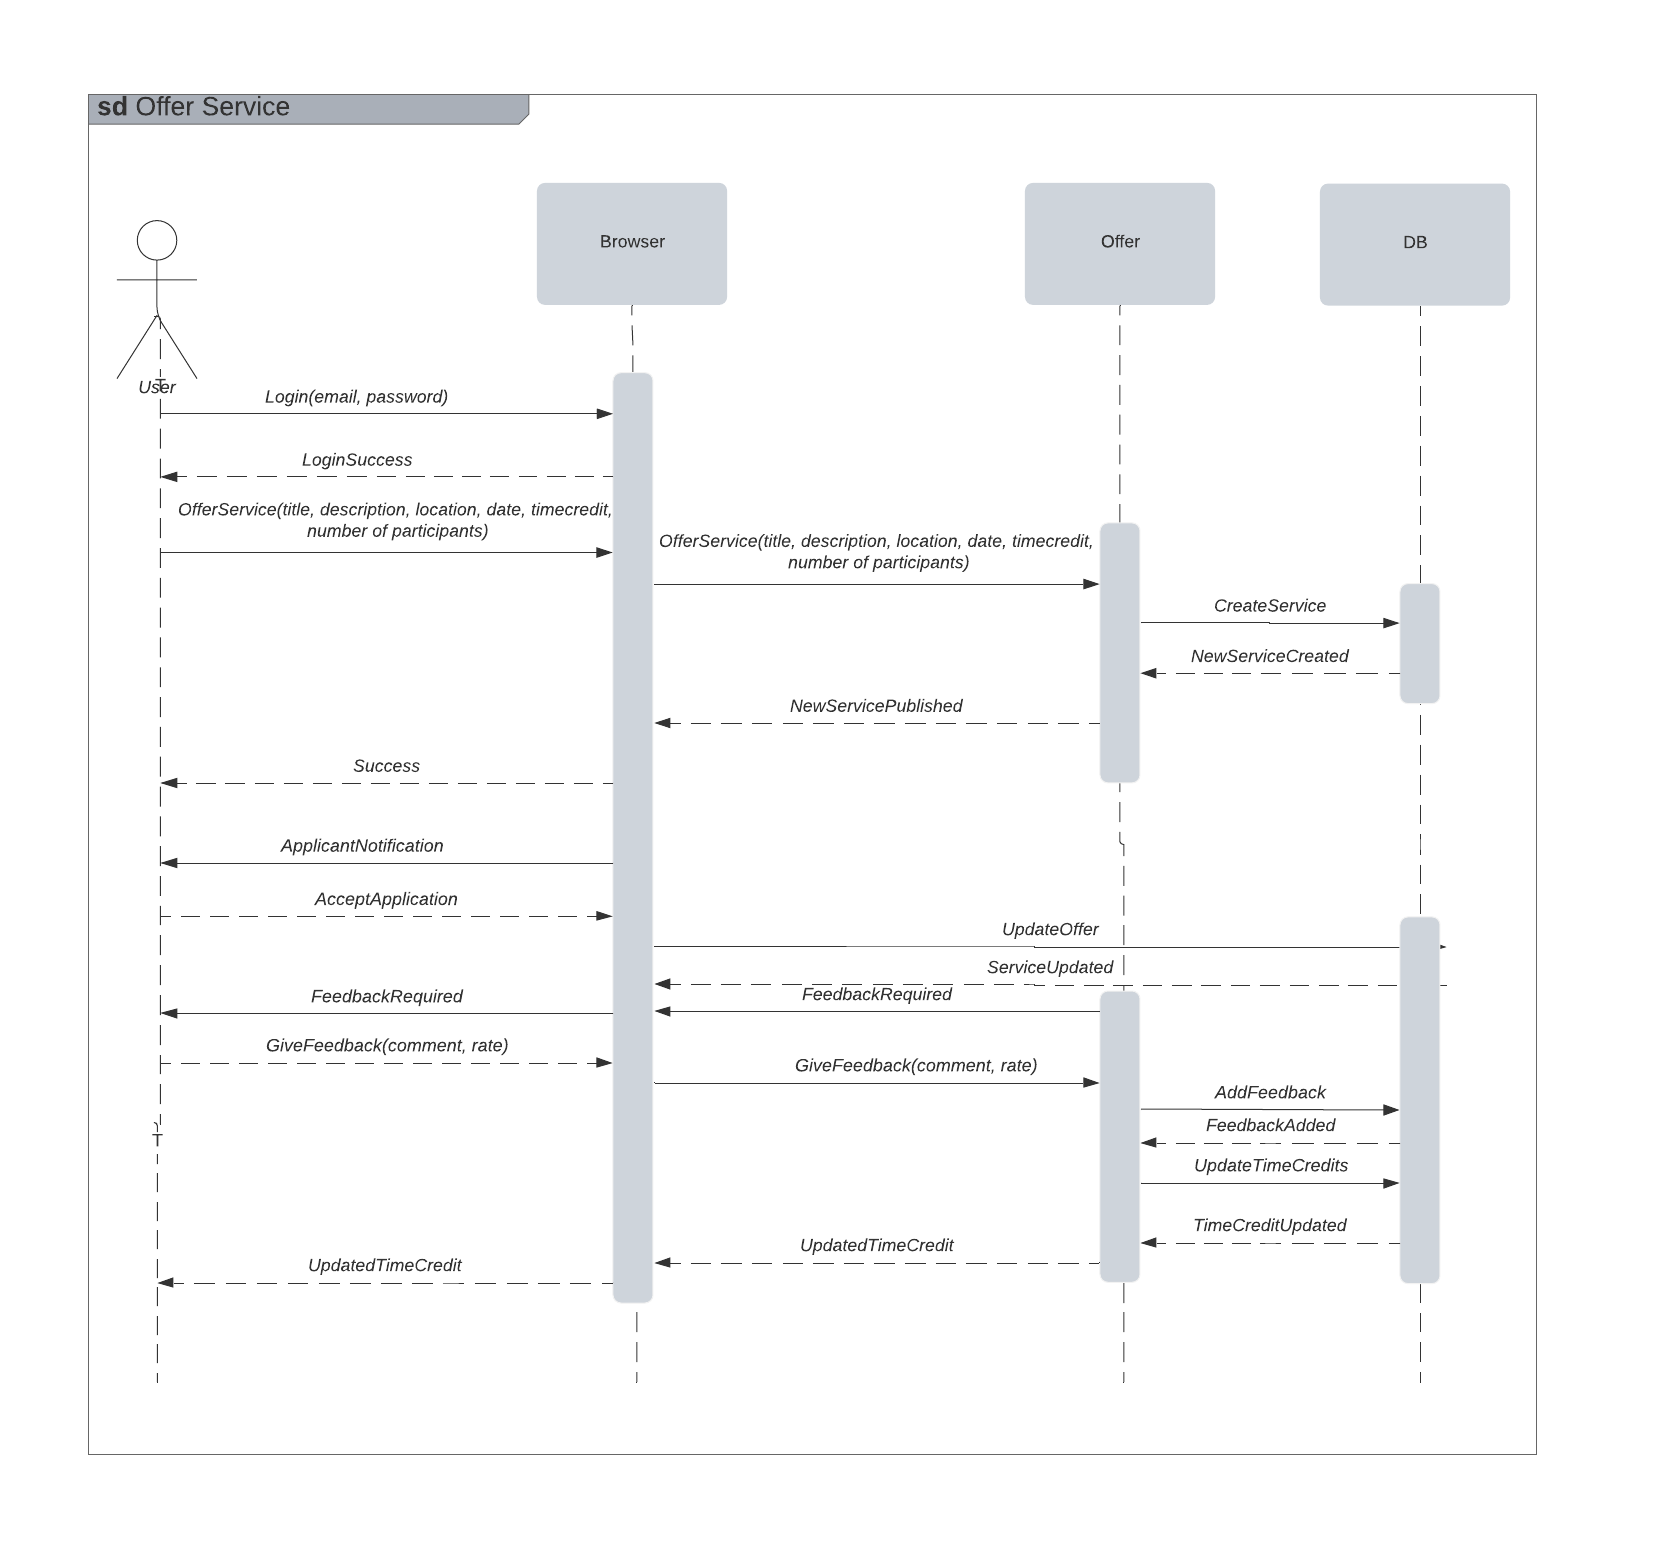 sd Offer Service
Browser
Offer
DB
User
Login(email, password)
LoginSuccess
OfferService(title, description, location, date, timecredit,
number of participants)
OfferService(title, description, location, date, timecredit,
number of participants)
CreateService
NewServiceCreated
NewServicePublished
Success
ApplicantNotification
AcceptApplication
UpdateOffer
ServiceUpdated
FeedbackRequired
FeedbackRequired
GiveFeedback(comment, rate)
GiveFeedback(comment, rate)
AddFeedback
FeedbackAdded
UpdateTimeCredits
TimeCreditUpdated
UpdatedTimeCredit
UpdatedTimeCredit